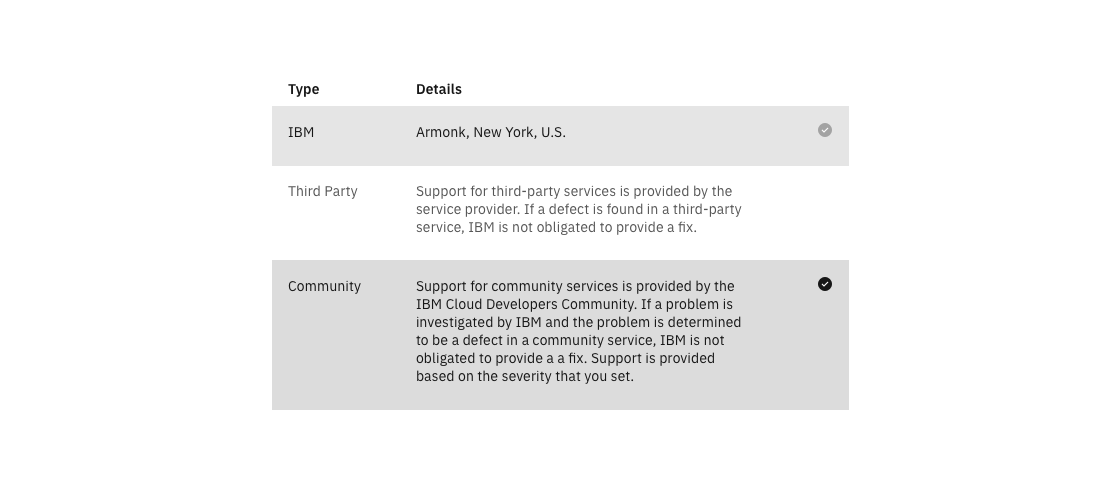 Type Details
IBM Armonk, New York, U.S.
Third Party Support for third-party services is provided by the
service provider. If a defect is found in a third-party
service, IBM is not obligated to provide a fix.
Community Support for community services is provided by the
IBM Cloud Developers Community. If a problem is
investigated by IBM and the problem is determined
to be a defect in a community service, IBM is not
obligated to provide a a fix. Support is provided
based on the severity that you set.